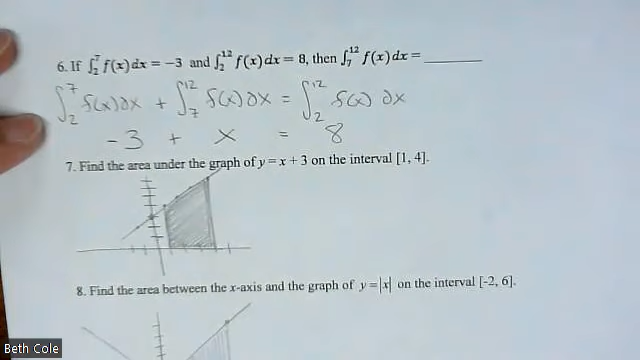 6. If ∫₂⁷ f(x)dx = −3 and ∫₂¹² f(x)dx = 8, then ∫₇¹² f(x)dx = ________
∫₂⁷ f(x)dx + ∫₇¹² f(x)dx = ∫₂¹² f(x) dx
-3 + x = 8
7. Find the area under the graph of y = x + 3 on the interval [1, 4].
8. Find the area between the x-axis and the graph of y = |x| on the interval [-2, 6].
Beth Cole